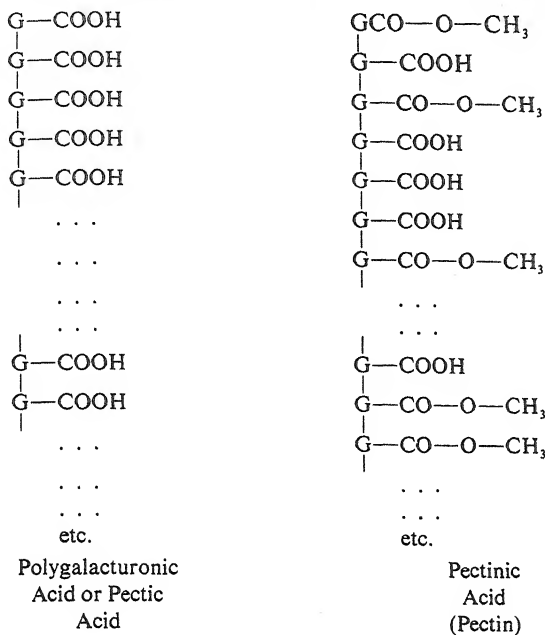 G—COOH
G—COOH
G—COOH
G—COOH
G—COOH
. . .
. . .
. . .
. . .
G—COOH
G—COOH
. . .
. . .
. . .
etc.
Polygalacturonic
Acid or Pectic
Acid
GCO—O—CH₃
G—COOH
G—CO—O—CH₃
G—COOH
G—COOH
G—COOH
G—CO—O—CH₃
. . .
. . .
G—COOH
G—CO—O—CH₃
G—CO—O—CH₃
. . .
. . .
etc.
Pectinic
Acid
(Pectin)